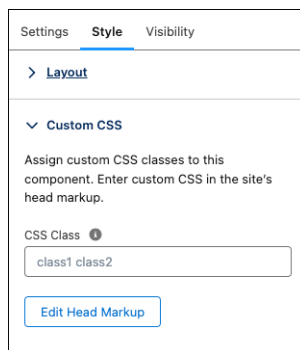 Settings Style Visibility
Layout
Custom CSS
Assign custom CSS classes to this
component. Enter custom CSS in the site's
head markup.
CSS Class
class1 class2
Edit Head Markup